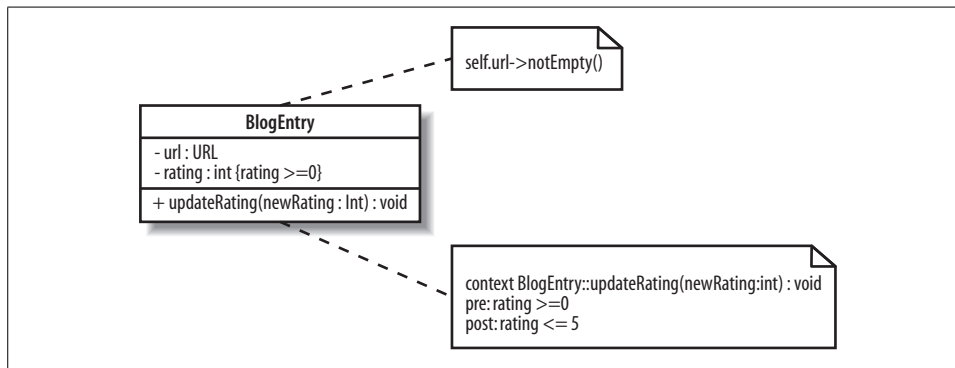 self.url->notEmpty()
BlogEntry
- url : URL
- rating : int {rating >=0}
+ updateRating(newRating : Int) : void
context BlogEntry::updateRating(newRating:int) : void
pre: rating >=0
post: rating <= 5